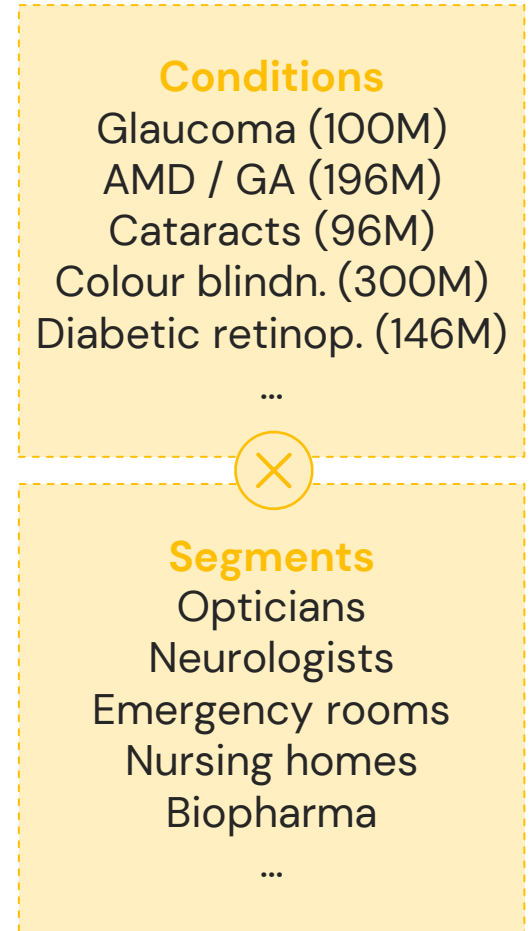 Conditions
Glaucoma (100M)
AMD / GA (196M)
Cataracts (96M)
Colour blindn. (300M)
Diabetic retinop. (146M)
...
Segments
Opticians
Neurologists
Emergency rooms
Nursing homes
Biopharma
...